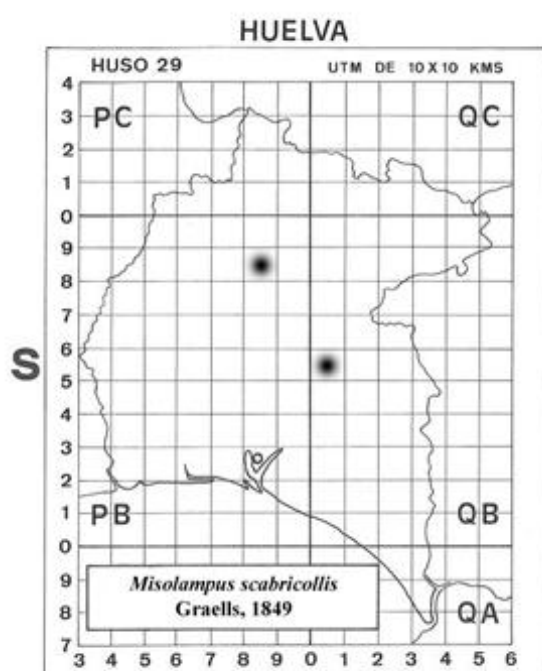 HUELVA
HUSO 29 UTM DE 10 X 10 KMS
4
3
PC QC
2
1
0
9
8
7
6
S
5
4
3
2
PB QB
1
0
9
Misolampus scabricollis
Graells, 1849
8
QA
7
3 4 5 6 7 8 9 0 1 2 3 4 5 6